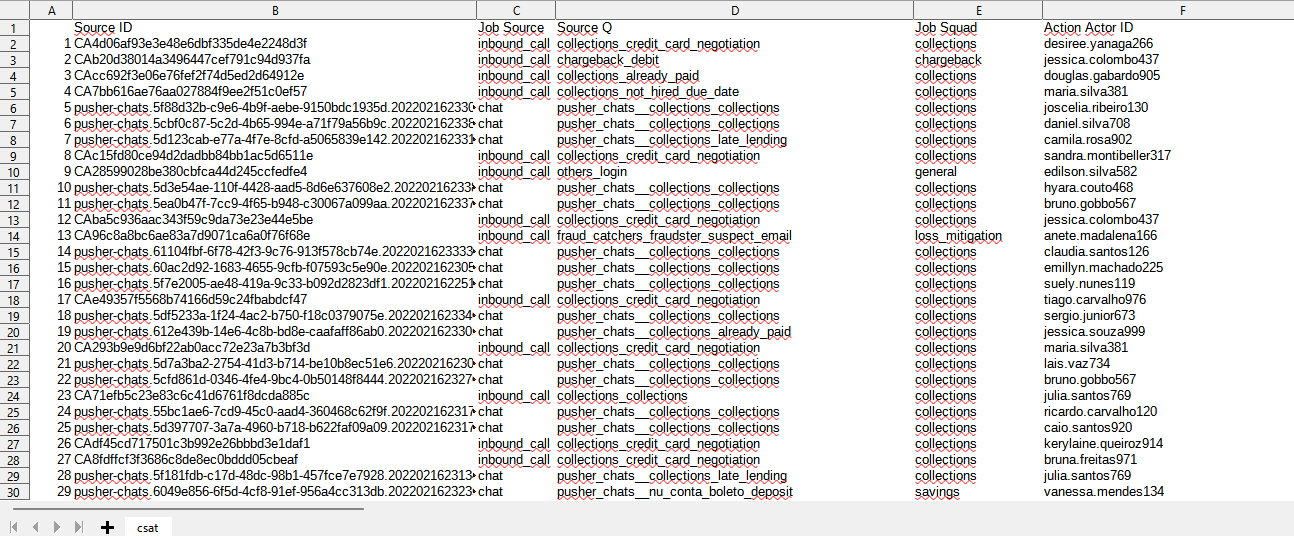 A B C D E F
1 Source ID Job Source Source Q Job Squad Action Actor ID
2 1 CA4d06af93e3e48e6dbf335de4e2248d3f inbound_call collections_credit_card_negotiation collections desiree.yanaga266
3 2 CAb20d38014a3496447cef791c94d937fa inbound_call chargeback_debit chargeback jessica.colombo437
4 3 CAcc692f3e06e76fef2f74d5ed2d64912e inbound_call collections_already_paid collections douglas.gabardo905
5 4 CA7bb616ae76aa027884f9ee2f51c0ef57 inbound_call collections_not_hired_due_date collections maria.silva381
6 5 pusher-chats.5f88d32b-c9e6-4b9f-aebe-9150bdc1935d.202202162330 chat pusher_chats__collections_collections collections joscelia.ribeiro130
7 6 pusher-chats.5cbf0c87-5c2d-4b65-994e-a71f79a56b9c.202202162338 chat pusher_chats__collections_collections collections daniel.silva708
8 7 pusher-chats.5d123cab-e77a-4f7e-8cfd-a5065839e142.202202162331 chat pusher_chats__collections_late_lending collections camila.rosa902
9 8 CAc15fd80ce94d2dadbb84bb1ac5d6511e inbound_call collections_credit_card_negotiation collections sandra.montibeller317
10 9 CA28599028be380cbfca44d245ccfedfe4 inbound_call others_login general edilson.silva582
11 10 pusher-chats.5d3e54ae-110f-4428-aad5-8d6e637608e2.20220216233 chat pusher_chats__collections_collections collections hyara.couto468
12 11 pusher-chats.5ea0b47f-7cc9-4f65-b948-c30067a099aa.202202162337 chat pusher_chats__collections_collections collections bruno.gobbo567
13 12 CAba5c936aac343f59c9da73e23e44e5be inbound_call collections_credit_card_negotiation collections jessica.colombo437
14 13 CA96c8a8bc6ae83a7d9071ca6a0f76f68e inbound_call fraud_catchers_fraudster_suspect_email loss_mitigation anete.madalena166
15 14 pusher-chats.61104fbf-6f78-42f3-9c76-913f578cb74e.2022021623333 chat pusher_chats__collections_collections collections claudia.santos126
16 15 pusher-chats.60ac2d92-1683-4655-9cfb-f07593c5e90e.202202162305 chat pusher_chats__collections_collections collections emillyn.machado225
17 16 pusher-chats.5f7e2005-ae48-419a-9c33-b092d2823df1.202202162251 chat pusher_chats__collections_collections collections suely.nunes119
18 17 CAe49357f5568b74166d59c24fbabdcf47 inbound_call collections_credit_card_negotiation collections tiago.carvalho976
19 18 pusher-chats.5df5233a-1f24-4ac2-b750-f18c0379075e.202202162334 chat pusher_chats__collections_collections collections sergio.junior673
20 19 pusher-chats.612e439b-14e6-4c8b-bd8e-caafaff86ab0.202202162330 chat pusher_chats__collections_already_paid collections jessica.souza999
21 20 CA293b9e9d6bf22ab0acc72e23a7b3bf3d inbound_call collections_credit_card_negotiation collections maria.silva381
22 21 pusher-chats.5d7a3ba2-2754-41d3-b714-be10b8ec51e6.20220216230 chat pusher_chats__collections_collections collections lais.vaz734
23 22 pusher-chats.5cfd861d-0346-4fe4-9bc4-0b50148f8444.202202162327 chat pusher_chats__collections_collections collections bruno.gobbo567
24 23 CA71efb5c23e83c6c41d6761f8dcda885c inbound_call collections_collections collections julia.santos769
25 24 pusher-chats.55bc1ae6-7cd9-45c0-aad4-360468c62f9f.202202162317 chat pusher_chats__collections_collections collections ricardo.carvalho120
26 25 pusher-chats.5d397707-3a7a-4960-b718-b622faf09a09.202202162317 chat pusher_chats__collections_collections collections caio.santos920
27 26 CAdf45cd717501c3b992e26bbbd3e1daf1 inbound_call collections_credit_card_negotiation collections kerylaine.queiroz914
28 27 CA8fdffcf3f3686c8de8ec0bddd05cbeaf inbound_call collections_credit_card_negotiation collections bruna.freitas971
29 28 pusher-chats.5f181fdb-c17d-48dc-98b1-457fce7e7928.202202162313 chat pusher_chats__collections_late_lending collections julia.santos769
30 29 pusher-chats.6049e856-6f5d-4cf8-91ef-956a4cc313db.202202162323 chat pusher_chats__nu_conta_boleto_deposit savings vanessa.mendes134
csat